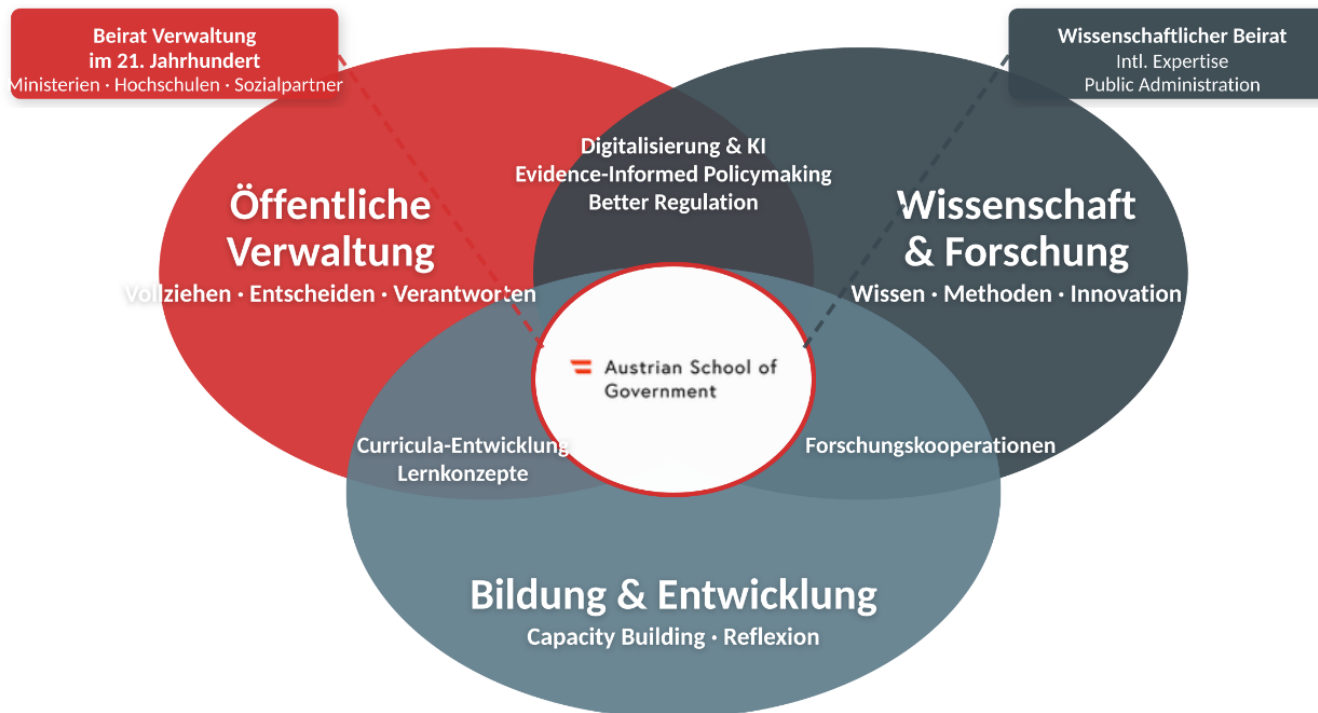 Beirat Verwaltung
im 21. Jahrhundert
Ministerien · Hochschulen · Sozialpartner
Wissenschaftlicher Beirat
Intl. Expertise
Public Administration
Digitalisierung & KI
Evidence-Informed Policymaking
Better Regulation
Öffentliche
Verwaltung
Vollziehen · Entscheiden · Verantworten
Wissenschaft
& Forschung
Wissen · Methoden · Innovation
Austrian School of
Government
Curricula-Entwicklung
Lernkonzepte
Forschungskooperationen
Bildung & Entwicklung
Capacity Building · Reflexion